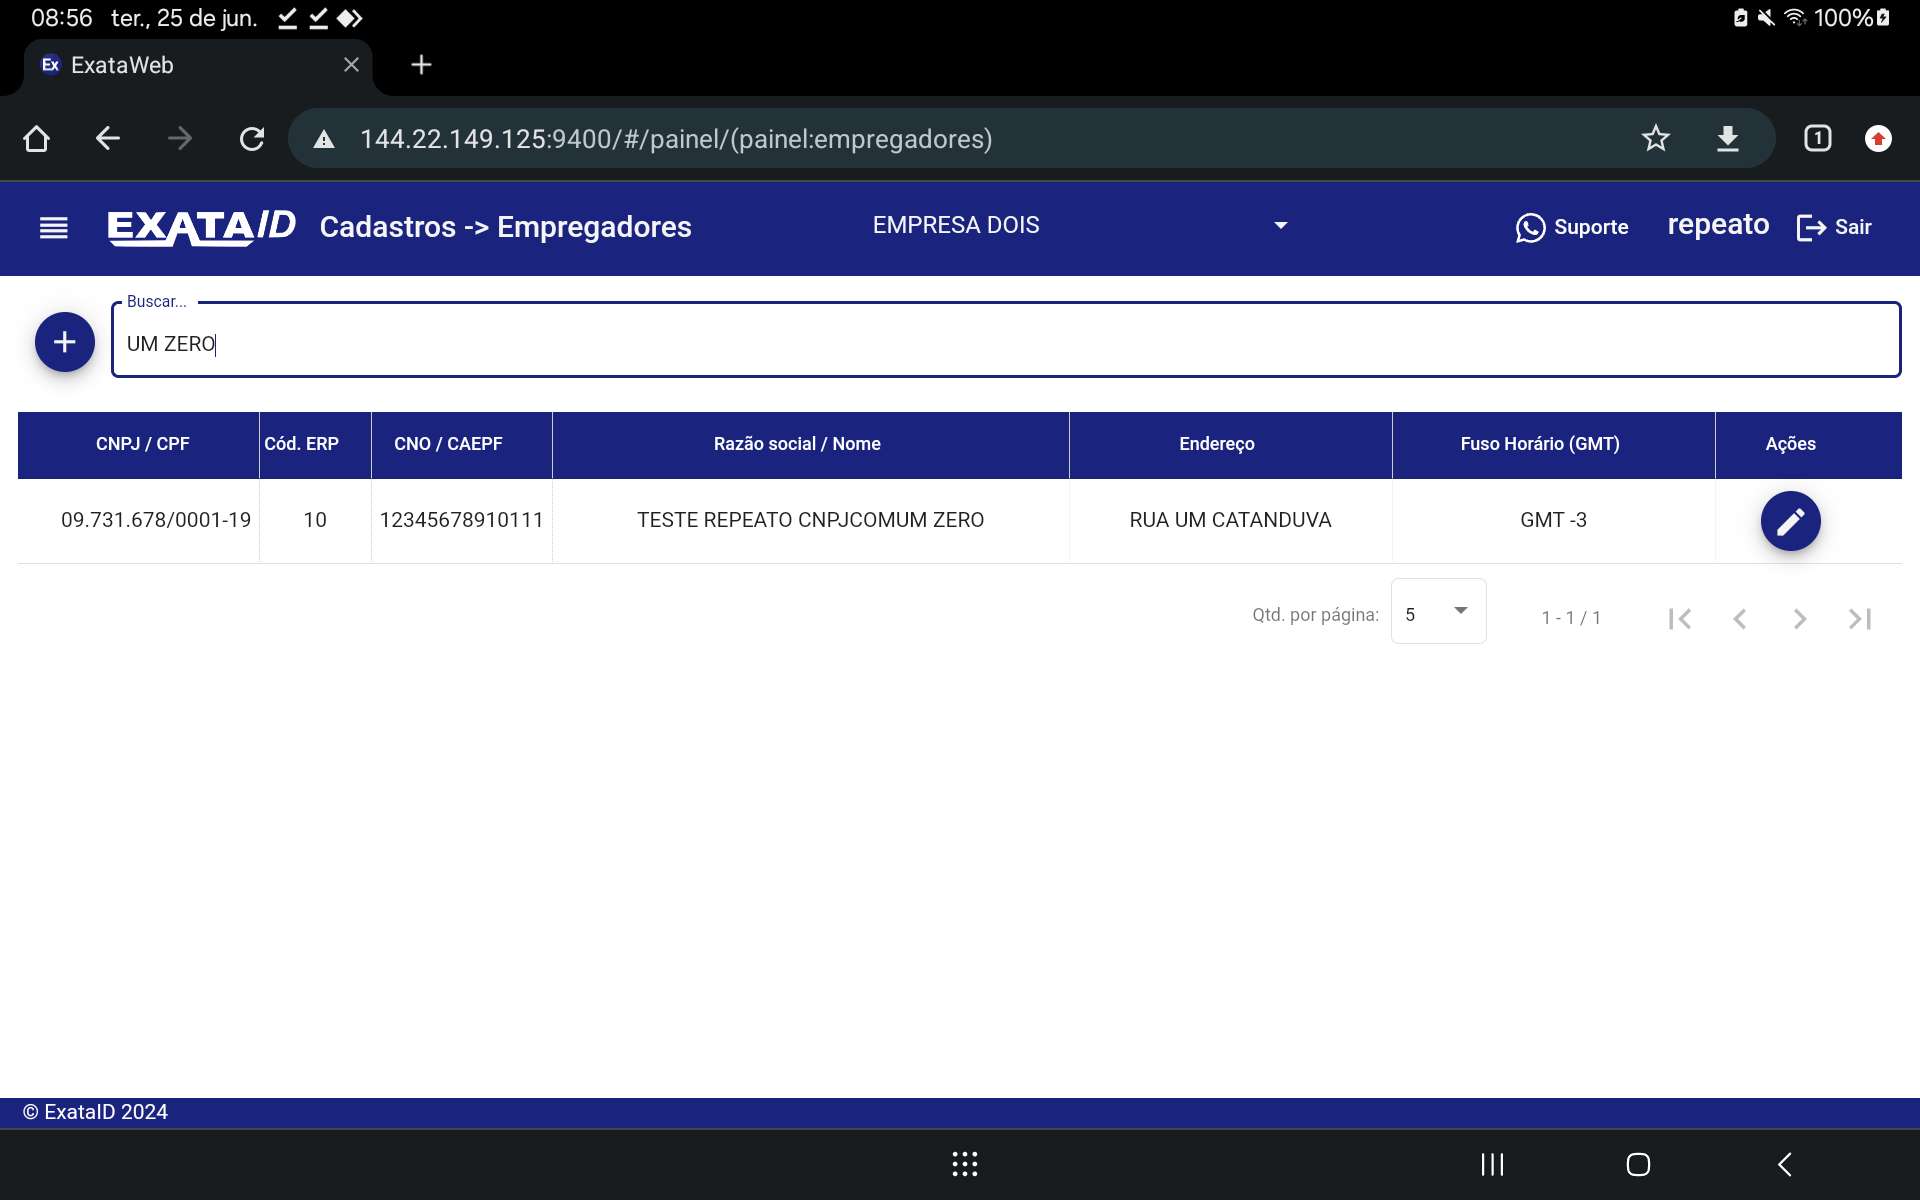 08:56 ter., 25 de jun. 100%
Ex ExataWeb
144.22.149.125:9400/#/painel/(painel:empregadores) 1
EXATAID Cadastros -> Empregadores EMPRESA DOIS Suporte repeato Sair
Buscar...
UM ZERO
CNPJ / CPF Cód. ERP CNO / CAEPF Razão social / Nome Endereço Fuso Horário (GMT) Ações
09.731.678/0001-19 10 12345678910111 TESTE REPEATO CNPJCOMUM ZERO RUA UM CATANDUVA GMT -3
Qtd. por página: 5 1 - 1 / 1
© ExataID 2024